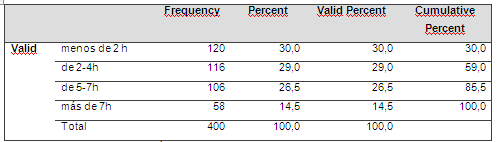 Frequency Percent Valid Percent Cumulative Percent
Valid menos de 2 h 120 30,0 30,0 30,0
de 2-4h 116 29,0 29,0 59,0
de 5-7h 106 26,5 26,5 85,5
más de 7h 58 14,5 14,5 100,0
Total 400 100,0 100,0